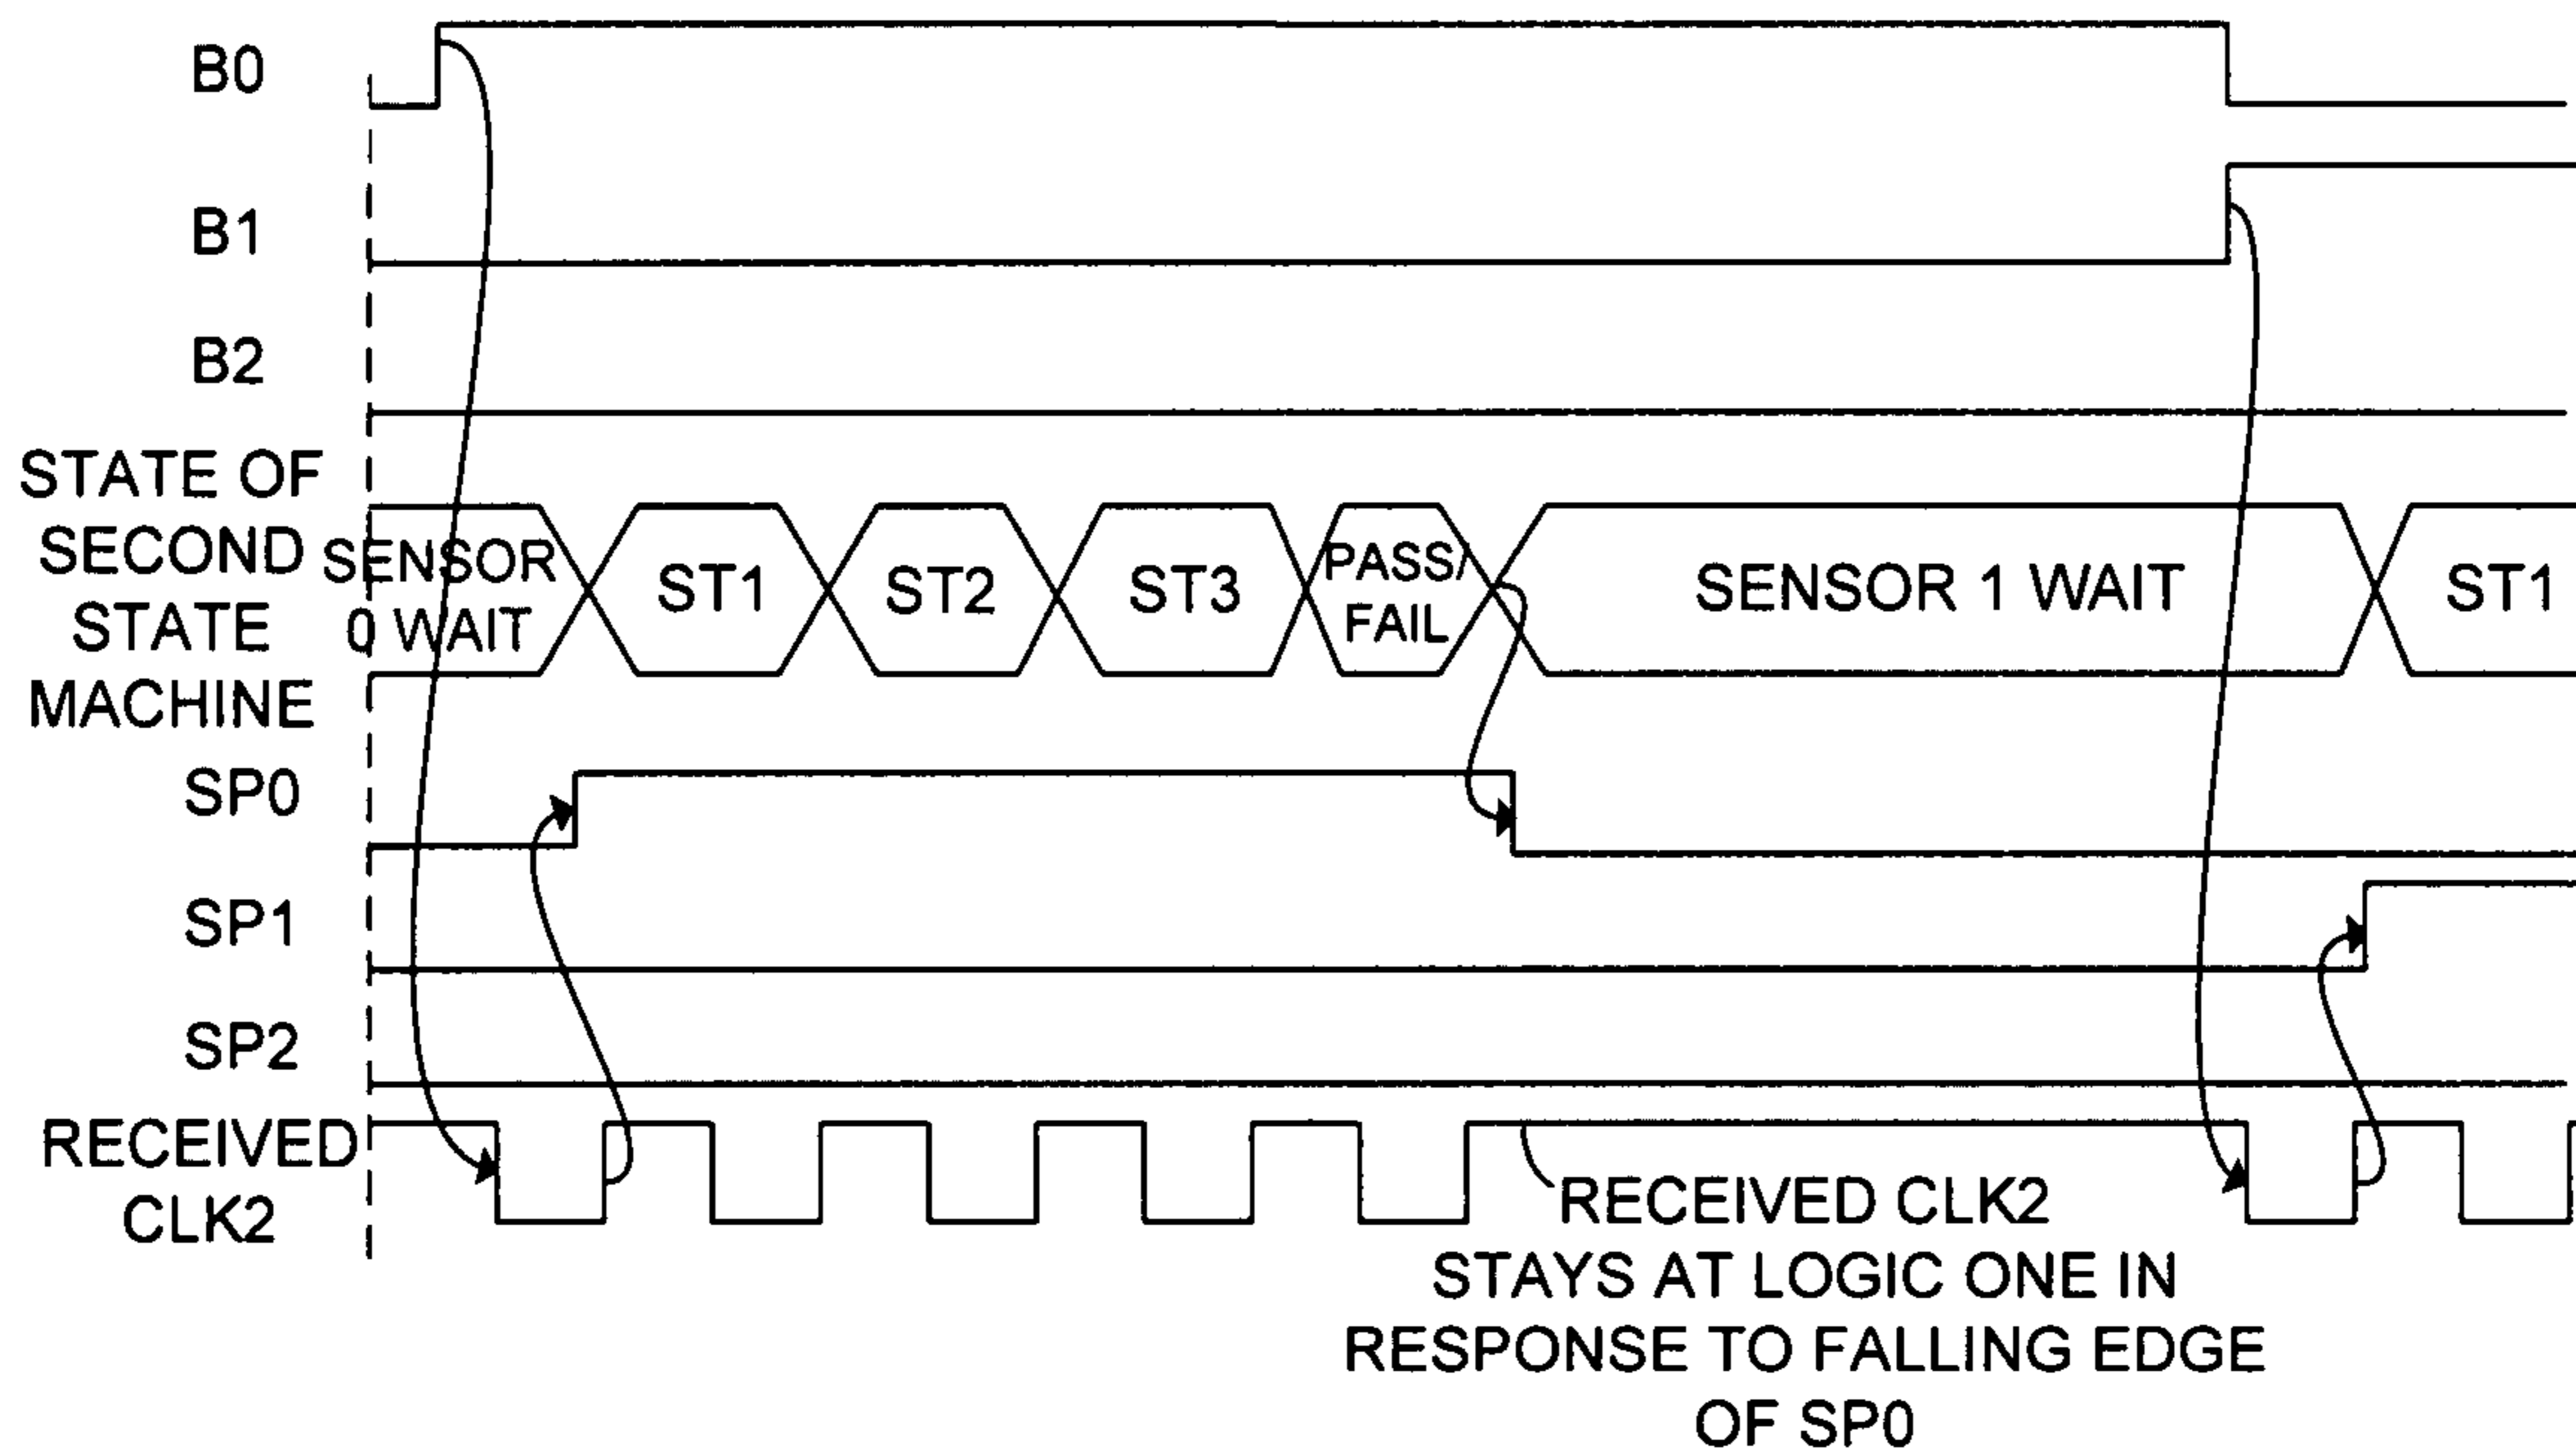 B0
B1
B2
STATE OF
SECOND
STATE
MACHINE
SENSOR
0 WAIT
ST1
ST2
ST3
PASS/
FAIL
SENSOR 1 WAIT
ST1
SP0
SP1
SP2
RECEIVED
CLK2
RECEIVED CLK2
STAYS AT LOGIC ONE IN
RESPONSE TO FALLING EDGE
OF SP0